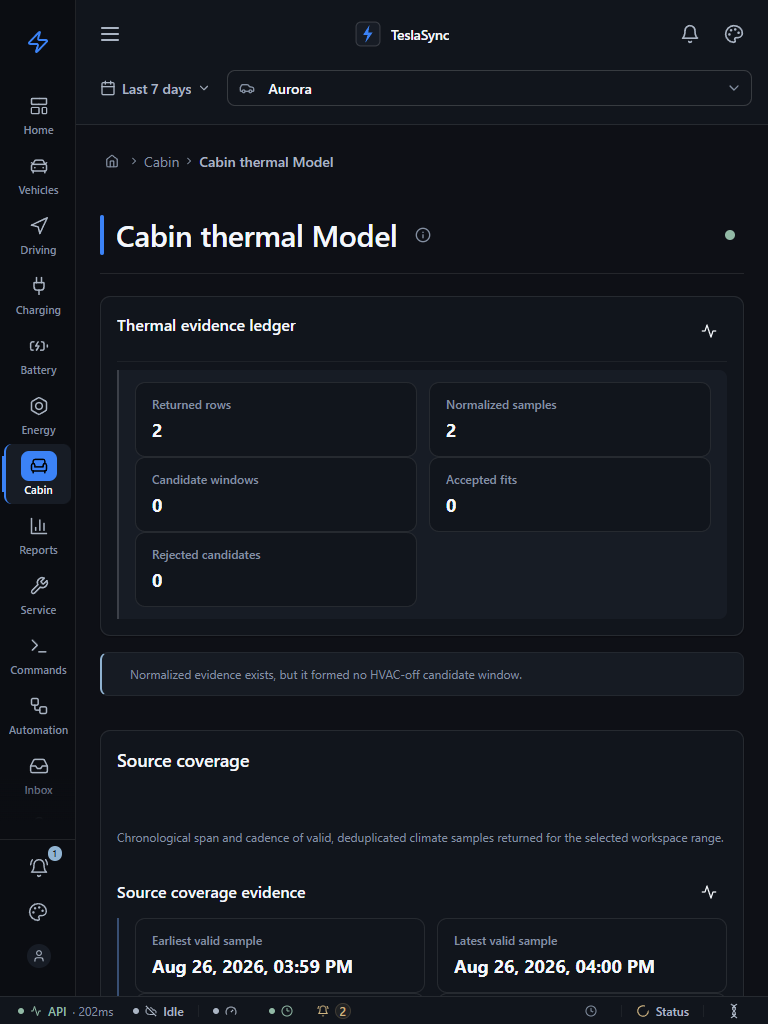 TeslaSync
Last 7 days
Aurora
Home
Vehicles
Driving
Charging
Battery
Energy
Cabin
Reports
Service
Commands
Automation
Inbox
1
Cabin
Cabin thermal Model
Cabin thermal Model
Thermal evidence ledger
Returned rows
2
Normalized samples
2
Candidate windows
0
Accepted fits
0
Rejected candidates
0
Normalized evidence exists, but it formed no HVAC-off candidate window.
Source coverage
Chronological span and cadence of valid, deduplicated climate samples returned for the selected workspace range.
Source coverage evidence
Earliest valid sample
Aug 26, 2026, 03:59 PM
Latest valid sample
Aug 26, 2026, 04:00 PM
API · 202ms
Idle
2
Status